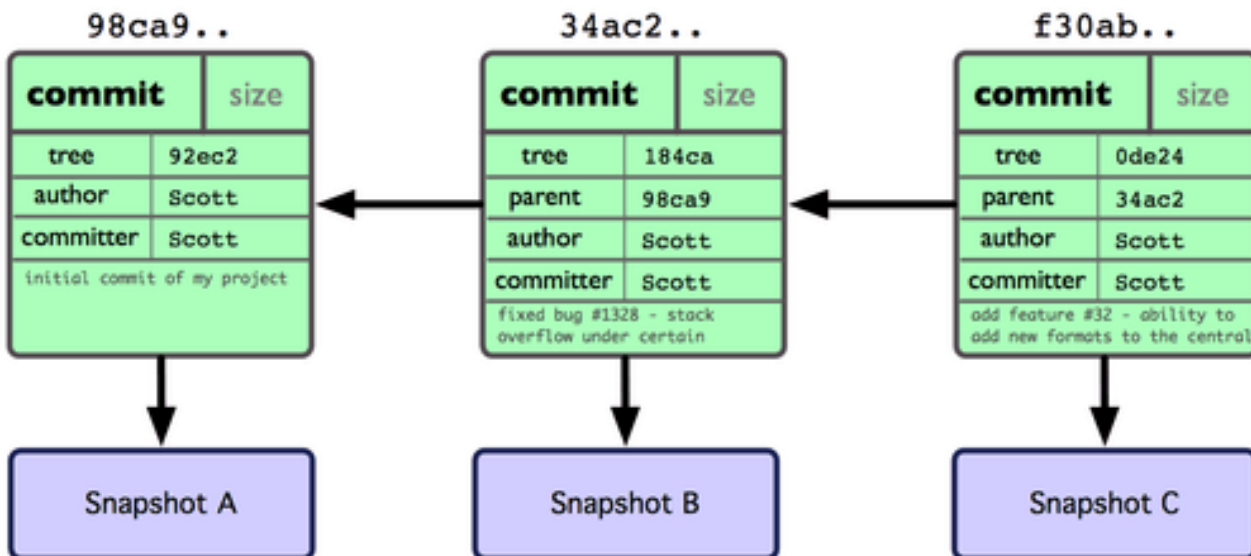 98ca9..
commit size
tree 92ec2
author Scott
committer Scott
initial commit of my project
Snapshot A
34ac2..
commit size
tree 184ca
parent 98ca9
author Scott
committer Scott
fixed bug #1328 - stack
overflow under certain
Snapshot B
f30ab..
commit size
tree 0de24
parent 34ac2
author Scott
committer Scott
add feature #32 - ability to
add new formats to the central
Snapshot C